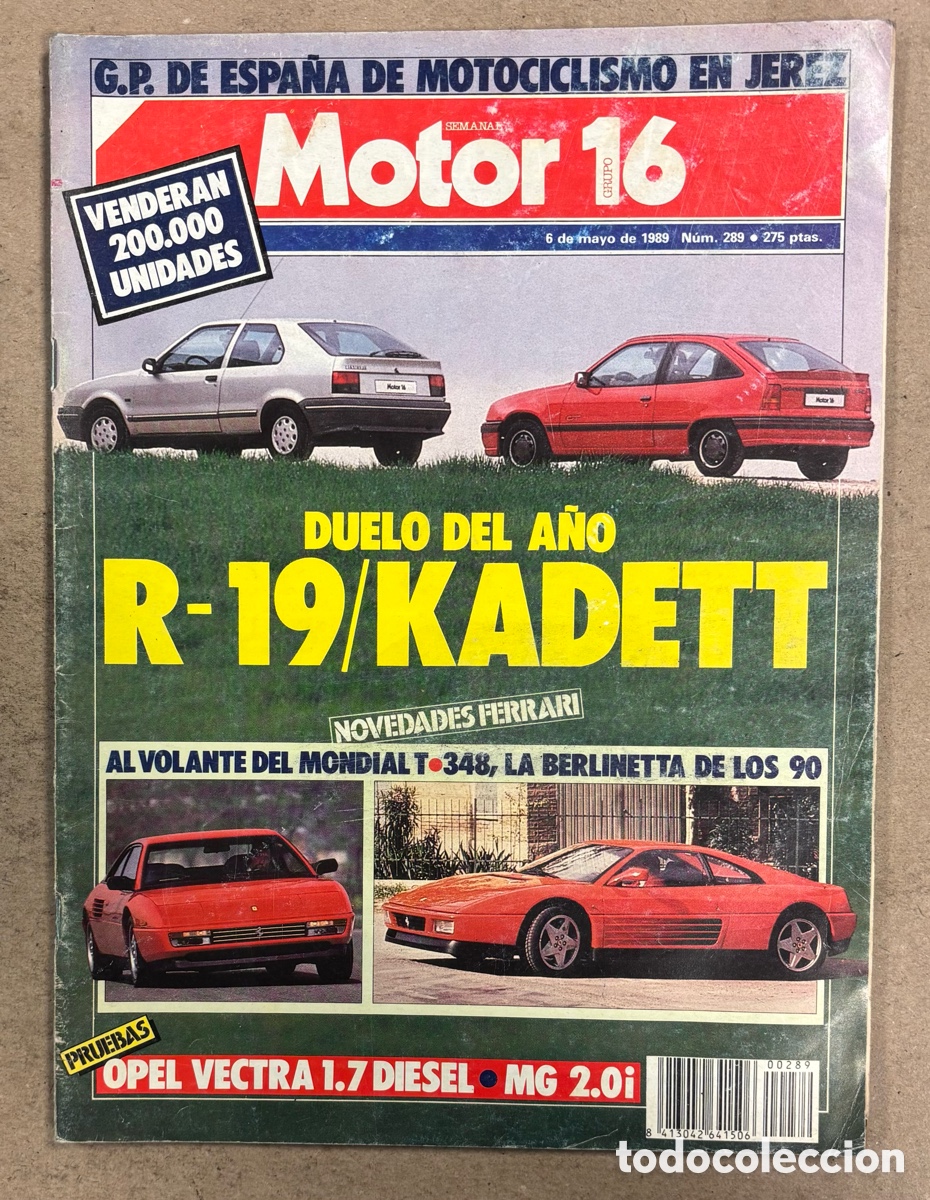 G.P. DE ESPAÑA DE MOTOCICLISMO EN JEREZ
SEMANAL
Motor 16
GRUPO
6 de mayo de 1989 Núm. 289 • 275 ptas.
VENDERAN
200.000
UNIDADES
Motor 16
Motor 16
DUELO DEL AÑO
R-19/KADETT
NOVEDADES FERRARI
AL VOLANTE DEL MONDIAL T•348, LA BERLINETTA DE LOS 90
PRUEBAS
OPEL VECTRA 1.7 DIESEL • MG 2.0i
00289
8 413042 641506
todocoleccion